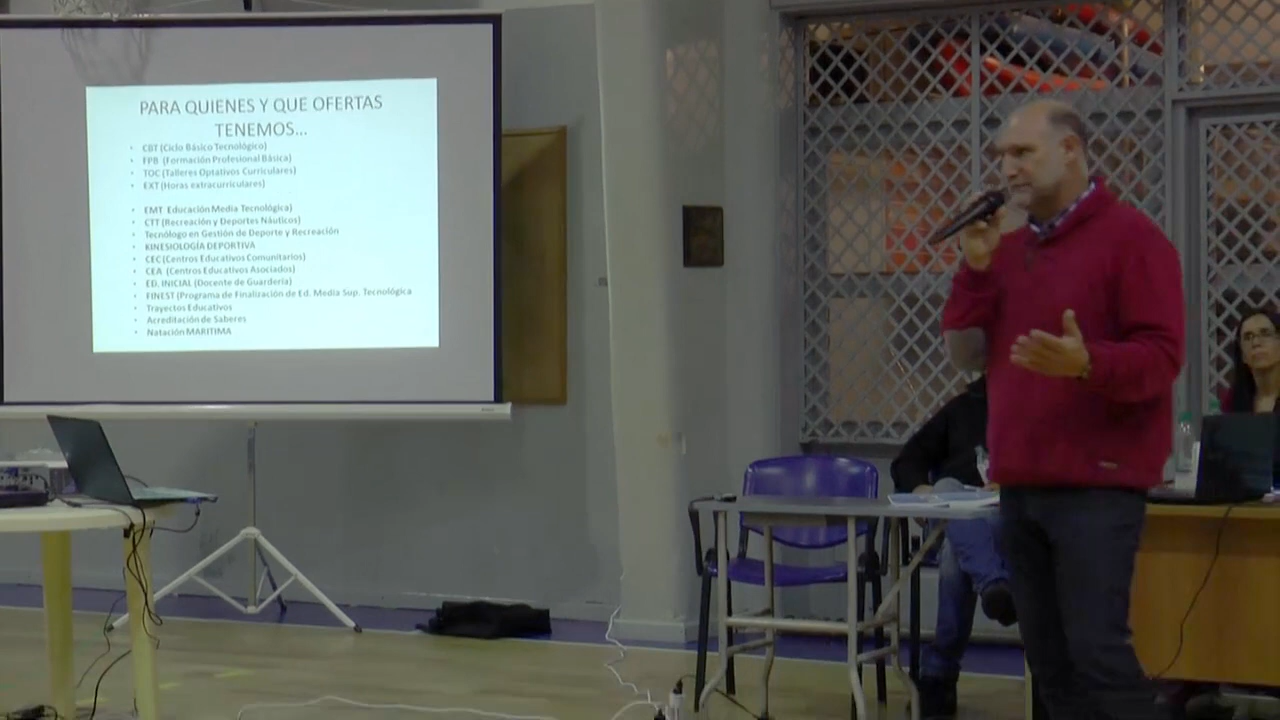 PARA QUIENES Y QUE OFERTAS
TENEMOS...
• CBT (Ciclo Básico Tecnológico)
• FPB (Formación Profesional Básica)
• TOC (Talleres Optativos Curriculares)
• EXT (Horas extracurriculares)
• EMT Educación Media Tecnológica)
• CTT (Recreación y Deportes Náuticos)
• Tecnólogo en Gestión de Deporte y Recreación
• KINESIOLOGÍA DEPORTIVA
• CEC (Centros Educativos Comunitarios)
• CEA (Centros Educativos Asociados)
• ED. INICIAL (Docente de Guardería)
• FINEST (Programa de Finalización de Ed. Media Sup. Tecnológica
• Trayectos Educativos
• Acreditación de Saberes
• Natación MARITIMA